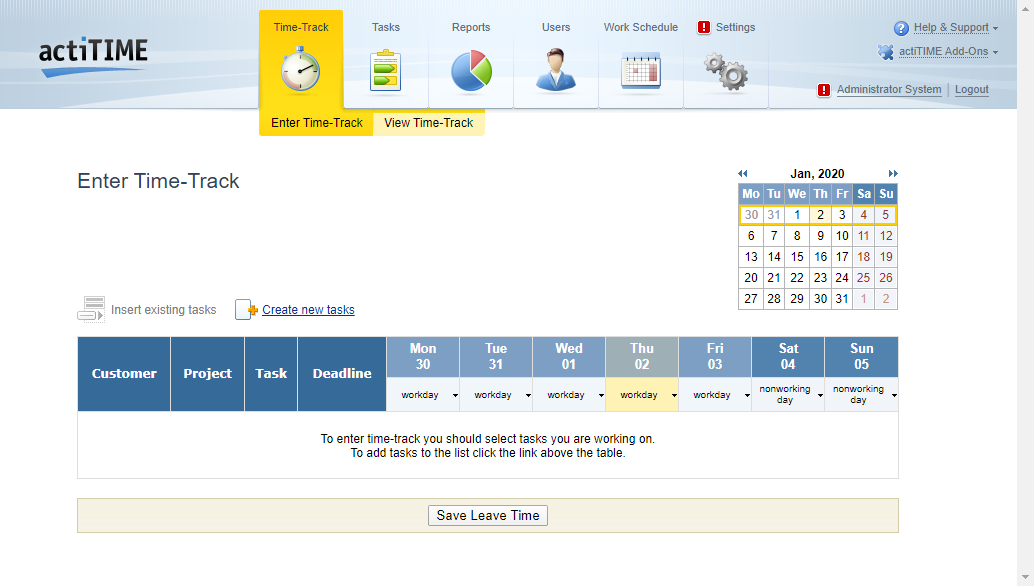 actiTIME
Time-Track
Tasks
Reports
Users
Work Schedule
! Settings
? Help & Support
actiTIME Add-Ons
! Administrator System | Logout
Enter Time-Track
View Time-Track
Enter Time-Track
Jan, 2020
Mo Tu We Th Fr Sa Su
30 31 1 2 3 4 5
6 7 8 9 10 11 12
13 14 15 16 17 18 19
20 21 22 23 24 25 26
27 28 29 30 31 1 2
Insert existing tasks
Create new tasks
Customer Project Task Deadline
Mon Tue Wed Thu Fri Sat Sun
30 31 01 02 03 04 05
workday workday workday workday workday nonworking day nonworking day
To enter time-track you should select tasks you are working on.
To add tasks to the list click the link above the table.
Save Leave Time